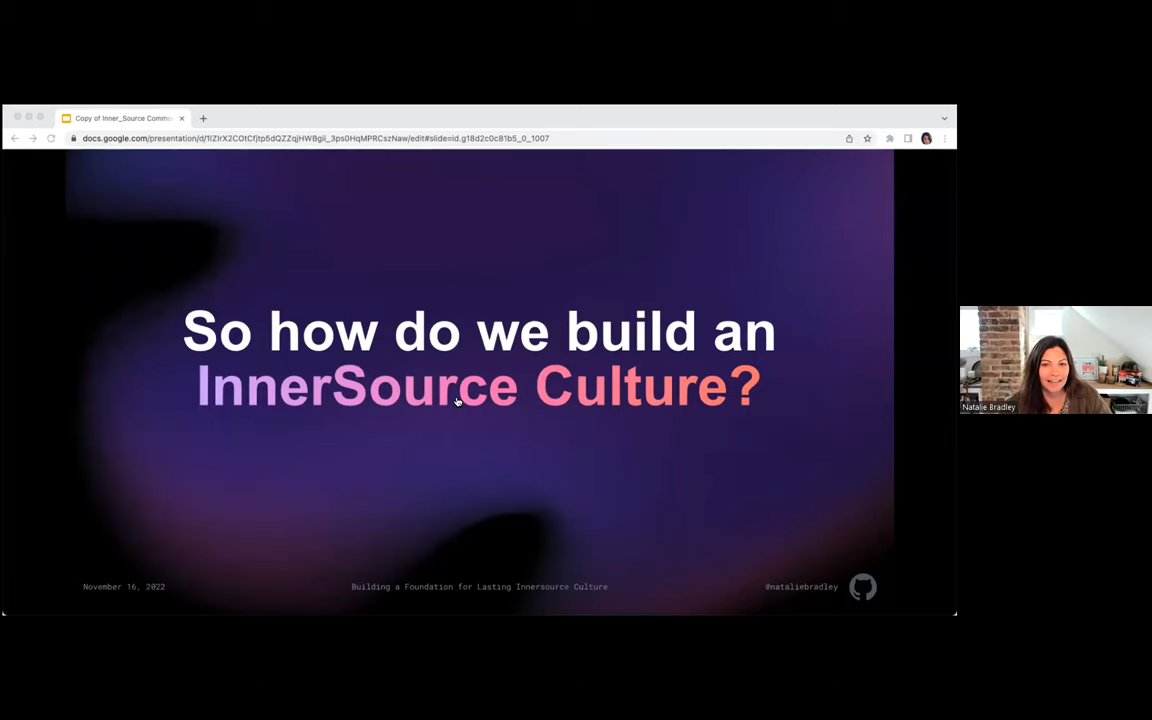 Copy of Inner_Source Comm
docs.google.com/presentation/d/1lZIrX2COtCfjtp5dQZZqjHWBgii_3ps0HqMPRCszNaw/edit#slide=id.g18d2c0c81b5_0_1007
So how do we build an
InnerSource Culture?
Natalie Bradley
November 16, 2022
Building a Foundation for Lasting Innersource Culture
@nataliebradley